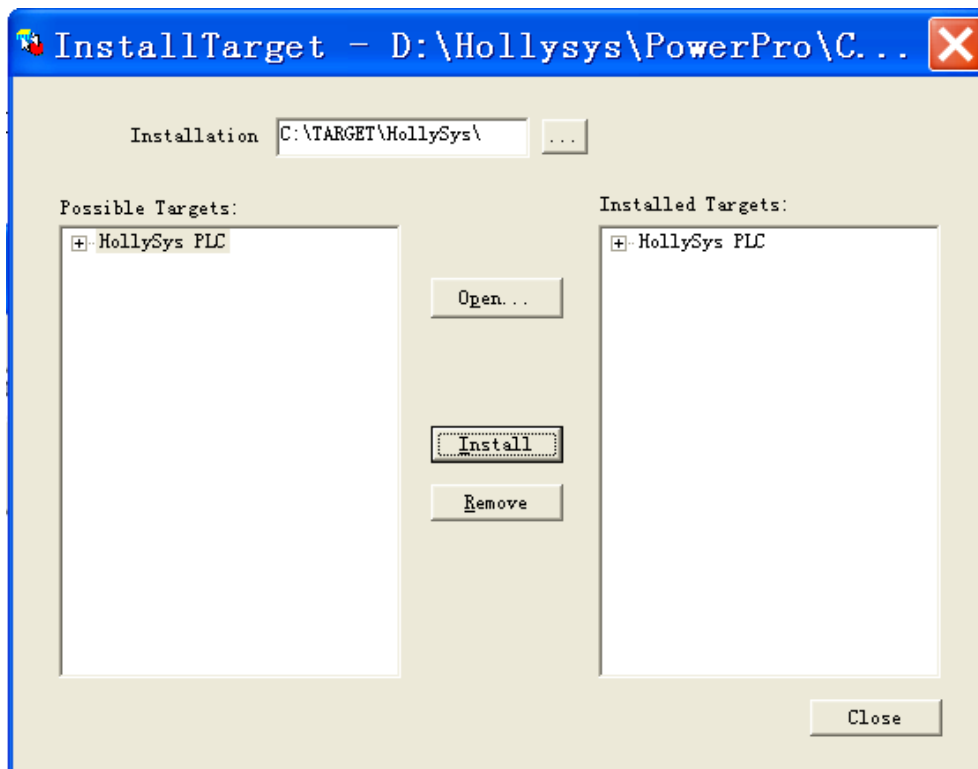 InstallTarget - D:\Hollysys\PowerPro\C...
Installation C:\TARGET\HollySys\ ...
Possible Targets:
Installed Targets:
HollySys PLC
HollySys PLC
Open...
Install
Remove
Close